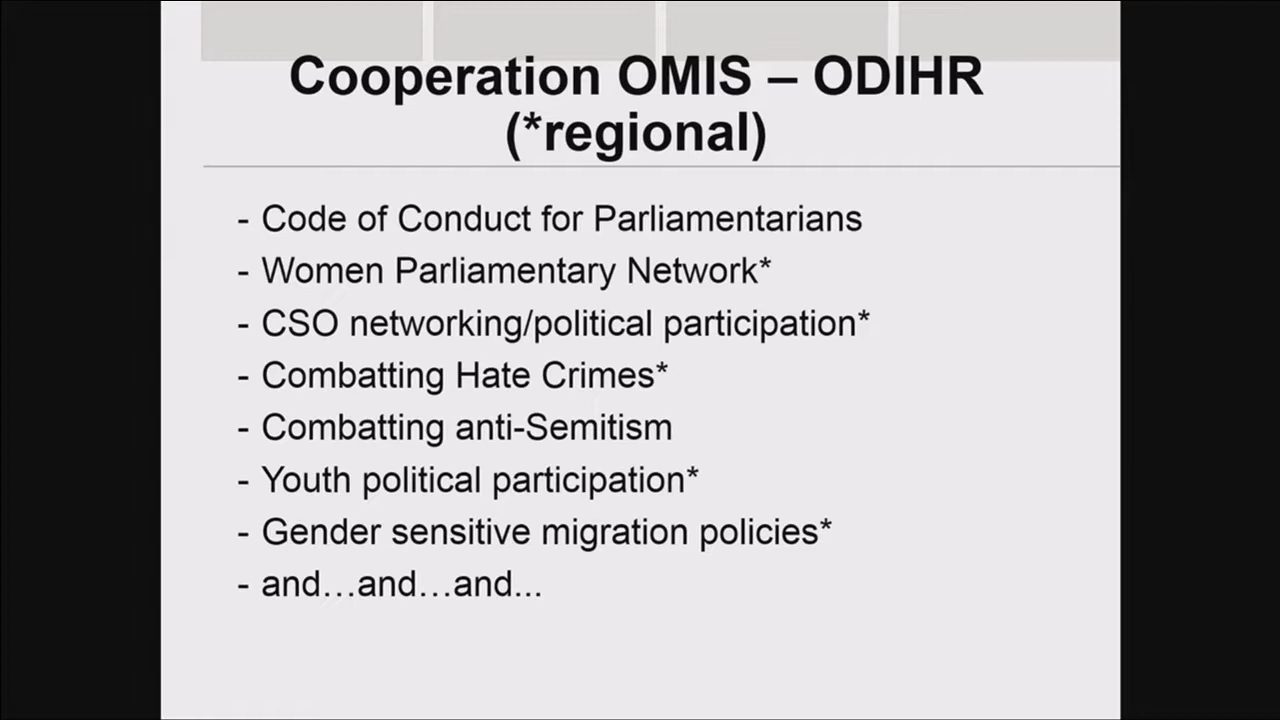 Cooperation OMIS – ODIHR
(*regional)
- Code of Conduct for Parliamentarians
- Women Parliamentary Network*
- CSO networking/political participation*
- Combatting Hate Crimes*
- Combatting anti-Semitism
- Youth political participation*
- Gender sensitive migration policies*
- and…and…and...